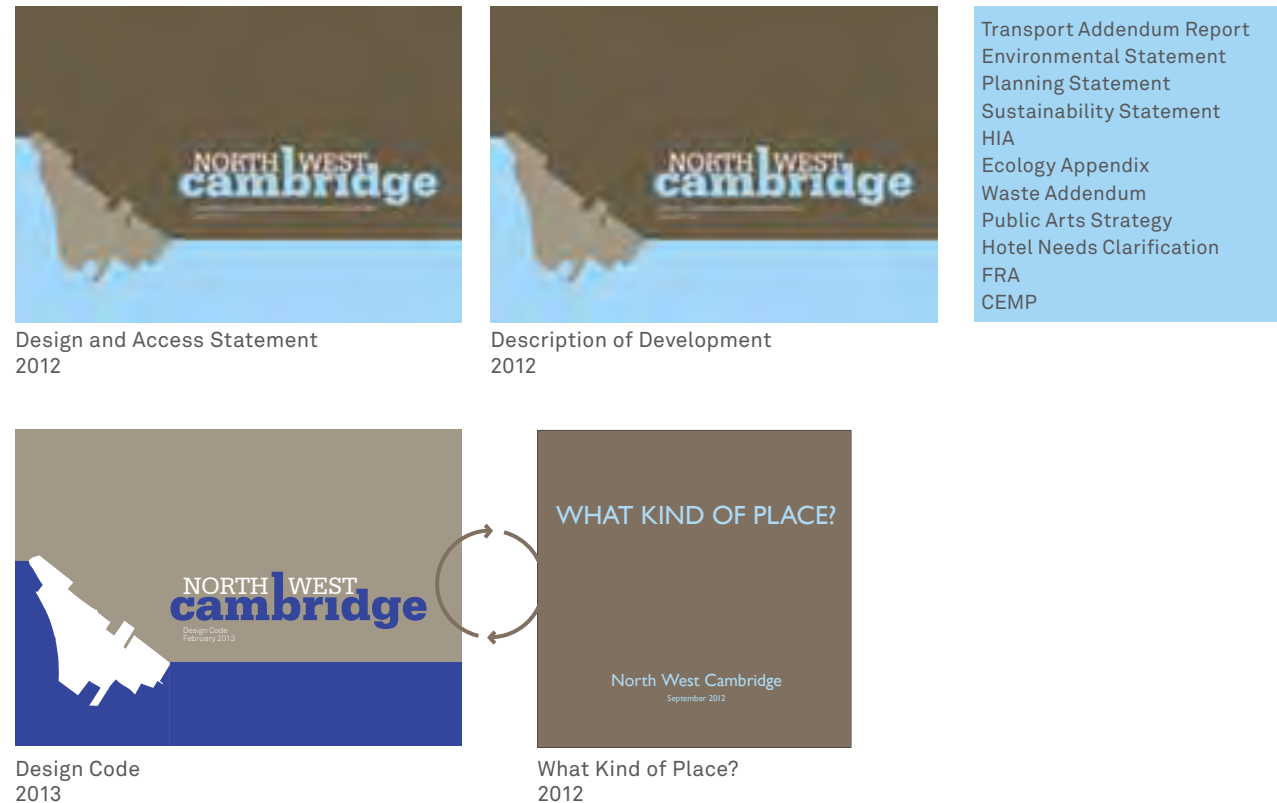 NORTH WEST
cambridge
Design and Access Statement
2012
NORTH WEST
cambridge
Description of Development
2012
Transport Addendum Report
Environmental Statement
Planning Statement
Sustainability Statement
HIA
Ecology Appendix
Waste Addendum
Public Arts Strategy
Hotel Needs Clarification
FRA
CEMP
NORTH WEST
cambridge
Design Code
February 2013
Design Code
2013
WHAT KIND OF PLACE?
North West Cambridge
September 2012
What Kind of Place?
2012